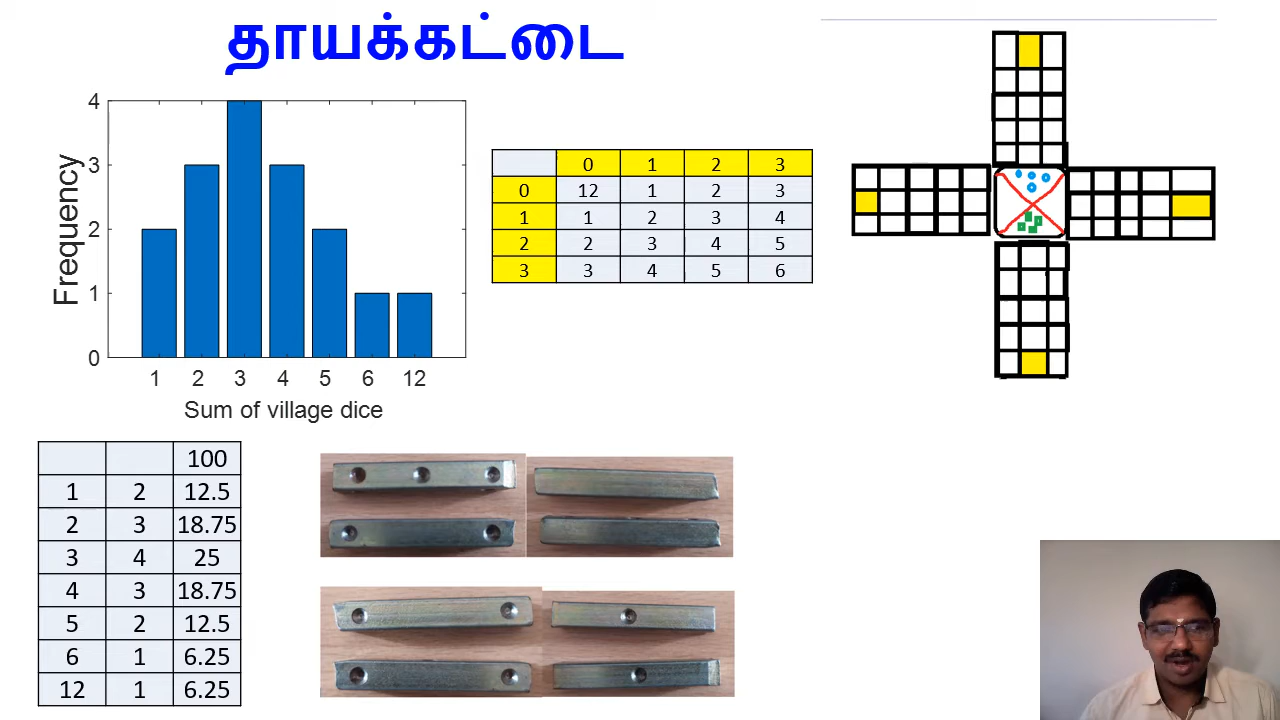 தாயக்கட்டை
4
3
2
1
0
Frequency
1 2 3 4 5 6 12
Sum of village dice
0 1 2 3
0 12 1 2 3
1 1 2 3 4
2 2 3 4 5
3 3 4 5 6
100
1 2 12.5
2 3 18.75
3 4 25
4 3 18.75
5 2 12.5
6 1 6.25
12 1 6.25